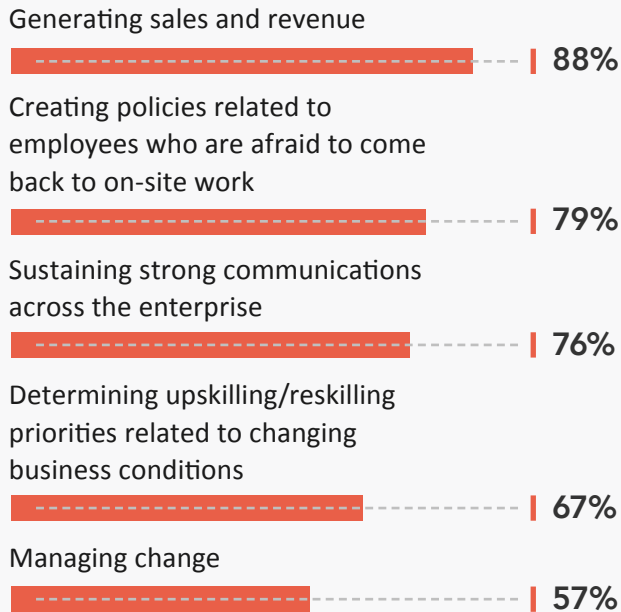 Generating sales and revenue
88%
Creating policies related to
employees who are afraid to come
back to on-site work
79%
Sustaining strong communications
across the enterprise
76%
Determining upskilling/reskilling
priorities related to changing
business conditions
67%
Managing change
57%